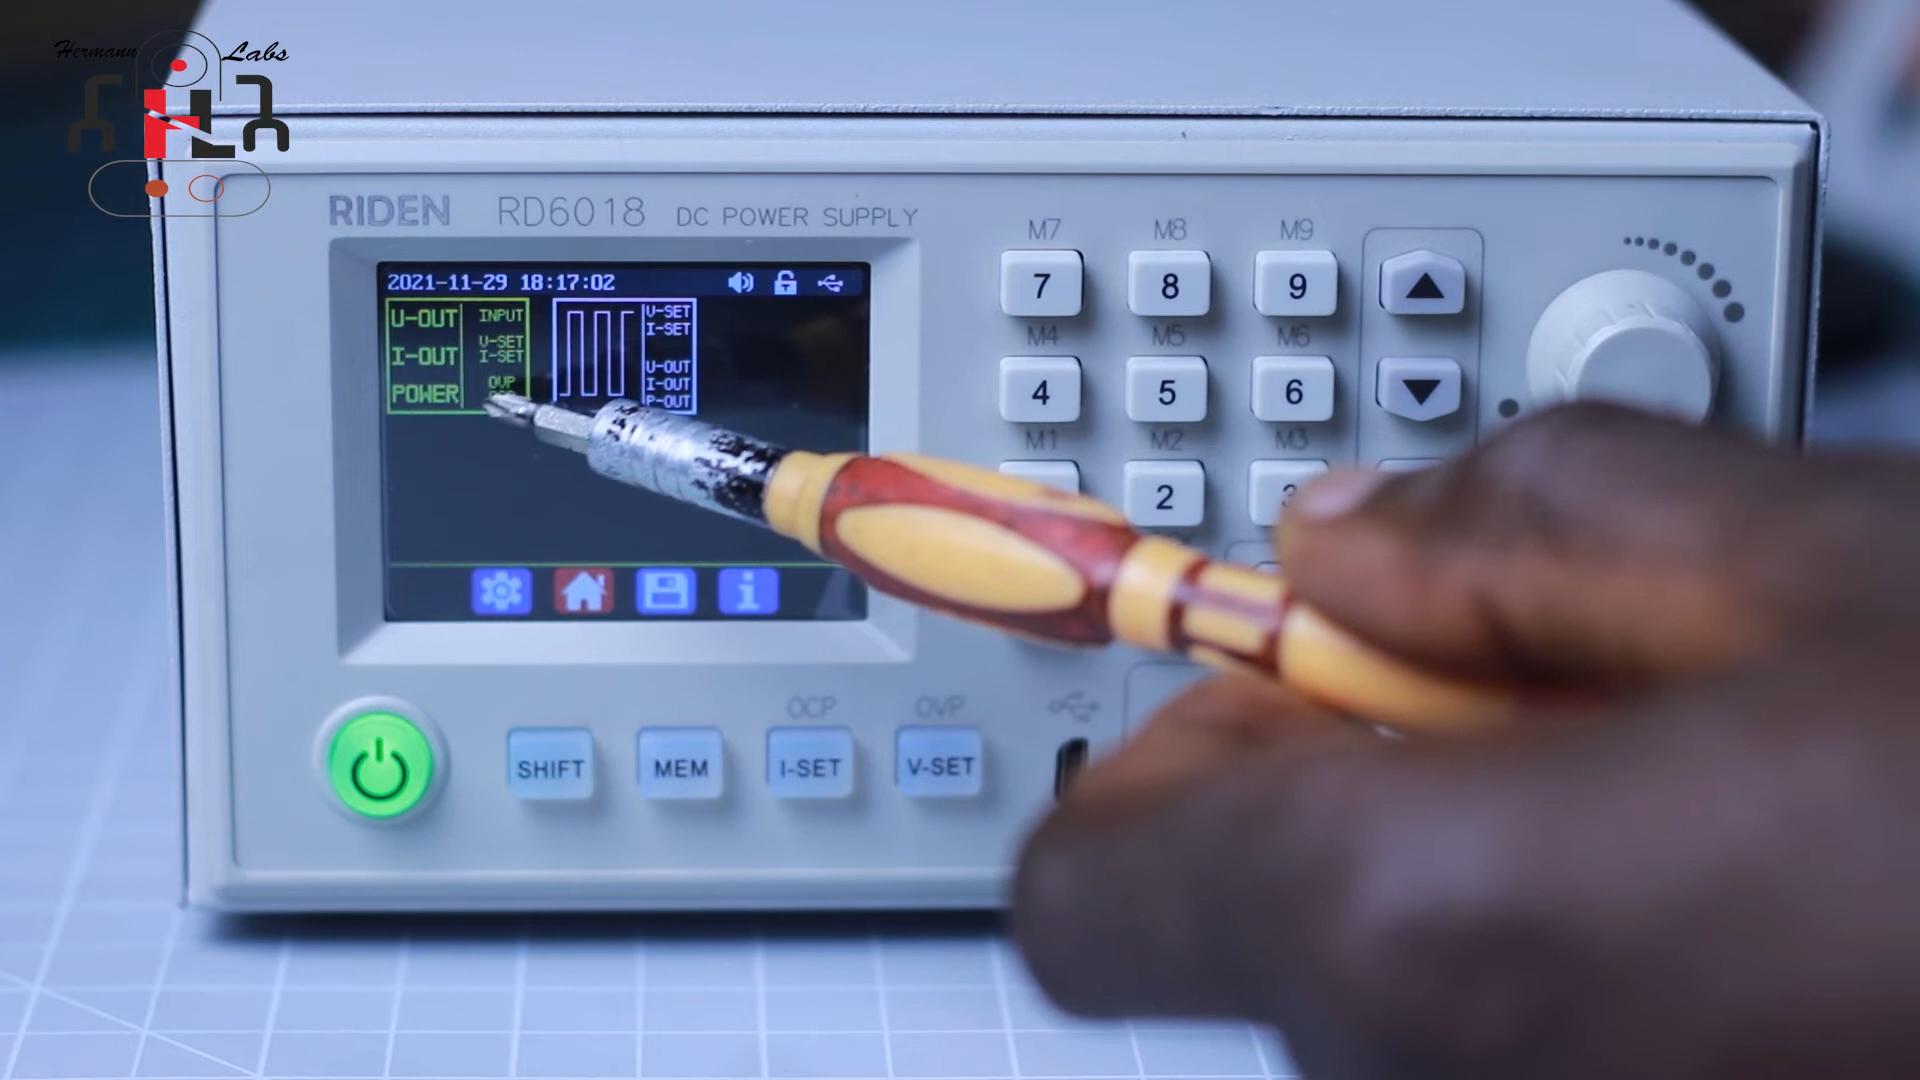 Hermann Labs
HL
RIDEN RD6018 DC POWER SUPPLY
2021-11-29 18:17:02
U-OUT
I-OUT
POWER
INPUT
V-SET
I-SET
OVP
V-SET
I-SET
U-OUT
I-OUT
P-OUT
M7 M8 M9
7 8 9
M4 M5 M6
4 5 6
M1 M2 M3
2 3
OCP OVP
SHIFT MEM I-SET V-SET